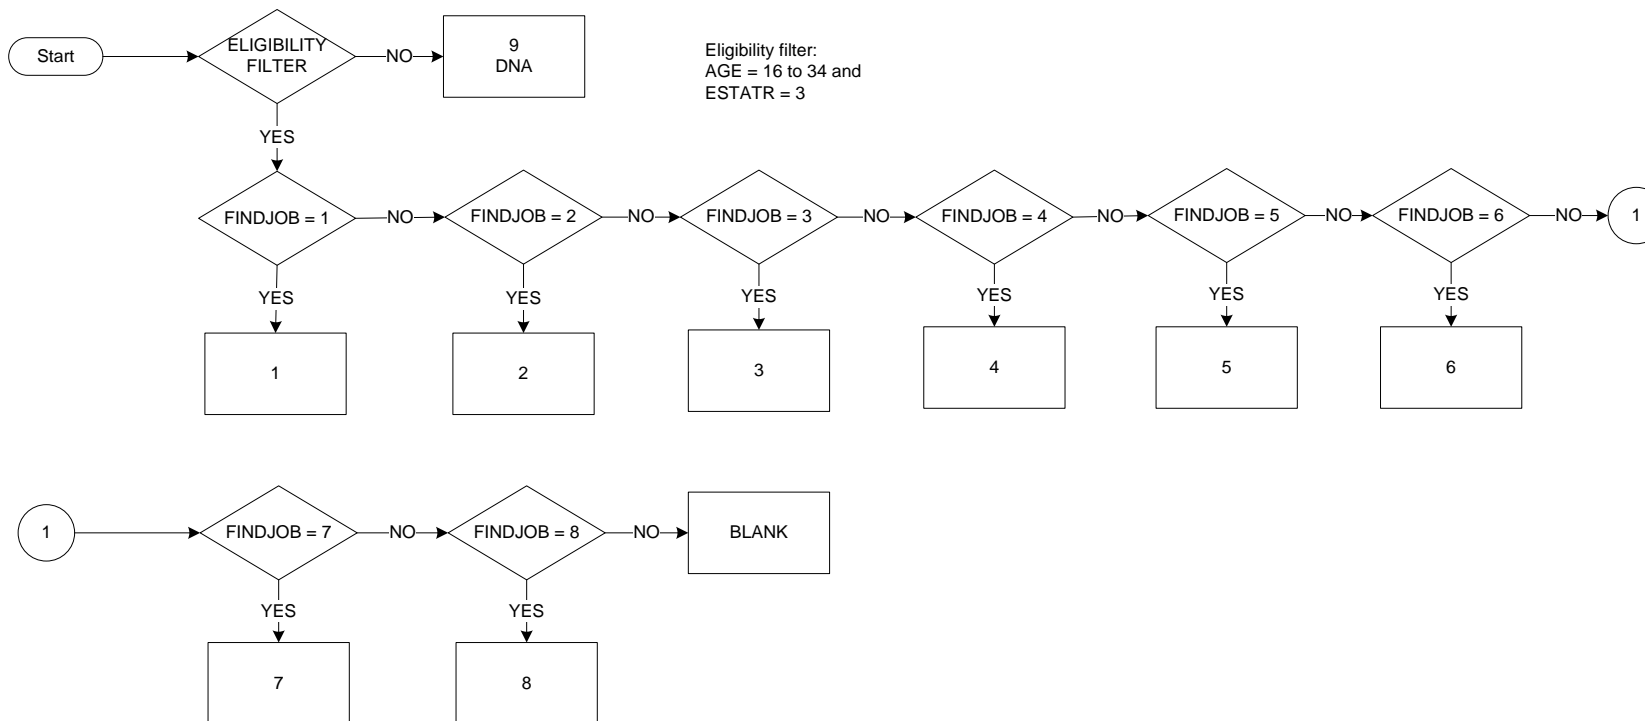 Start
ELIGIBILITY
FILTER
NO
9
DNA
Eligibility filter:
AGE = 16 to 34 and
ESTATR = 3
YES
FINDJOB = 1
NO
FINDJOB = 2
NO
FINDJOB = 3
NO
FINDJOB = 4
NO
FINDJOB = 5
NO
FINDJOB = 6
NO
1
YES
YES
YES
YES
YES
YES
1
2
3
4
5
6
1
FINDJOB = 7
NO
FINDJOB = 8
NO
BLANK
YES
YES
7
8